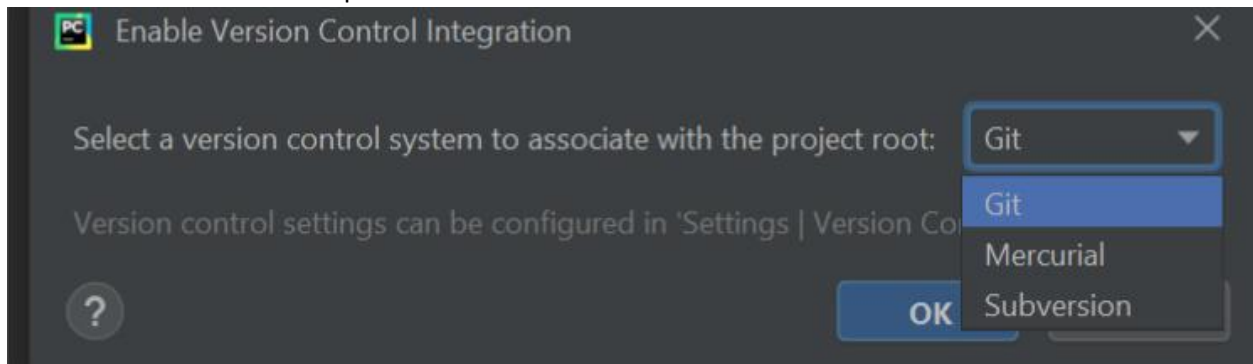 PC Enable Version Control Integration
Select a version control system to associate with the project root: Git
Git
Version control settings can be configured in 'Settings | Version
Mercurial
Subversion
? OK